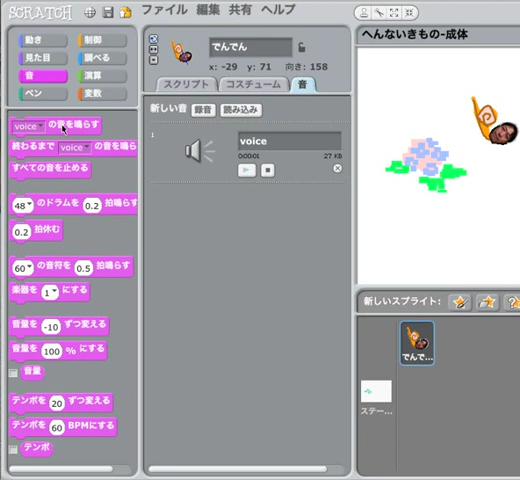 SCRATCH ファイル 編集 共有 ヘルプ
動き 制御
見た目 調べる
音 演算
ペン 変数
voice の音を鳴らす
終わるまで voice の音を鳴ら
すべての音を止める
48 のドラムを 0.2 拍鳴らす
0.2 拍休む
60 の音符を 0.5 拍鳴らす
楽器を 1 にする
音量を -10 ずつ変える
音量を 100 % にする
音量
テンポを 20 ずつ変える
テンポを 60 BPMにする
テンポ
でんでん
x: -29 y: 71 向き: 158
スクリプト コスチューム 音
新しい音 録音 読み込み
1
voice
0:00:01 27 KB
へんないきもの-成体
新しいスプライト:
でんで...
ステー...